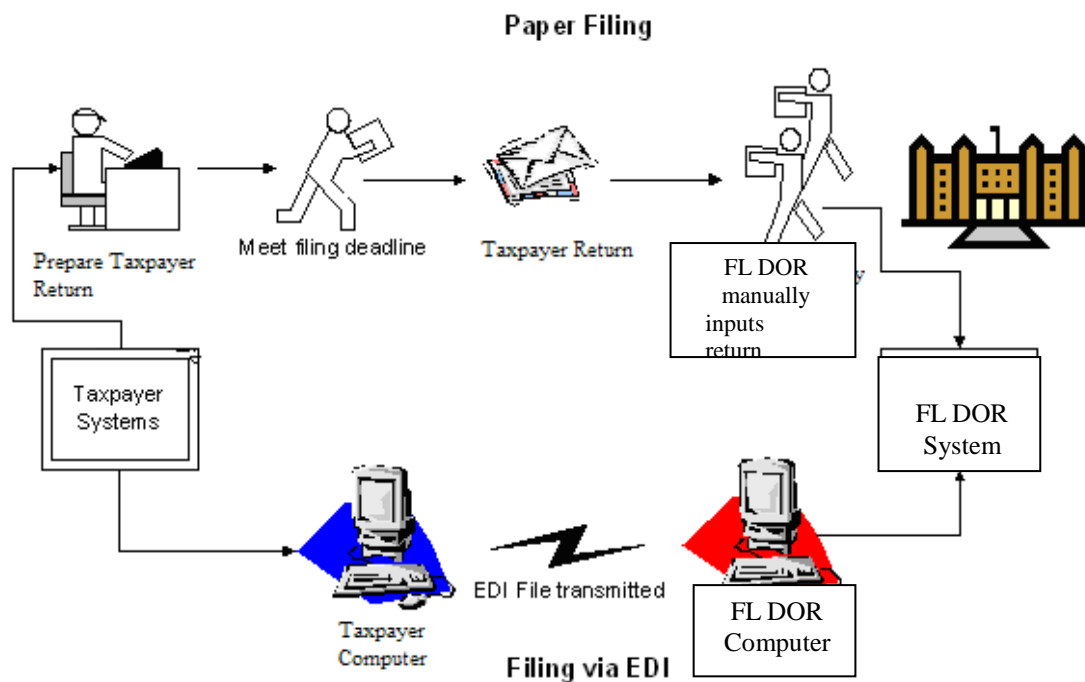 Paper Filing
Meet filing deadline
Taxpayer Return
Prepare Taxpayer
Return
FL DOR
manually
inputs
return
y
Taxpayer
Systems
FL DOR
System
EDI File transmitted
Taxpayer
Computer
FL DOR
Computer
Filing via EDI